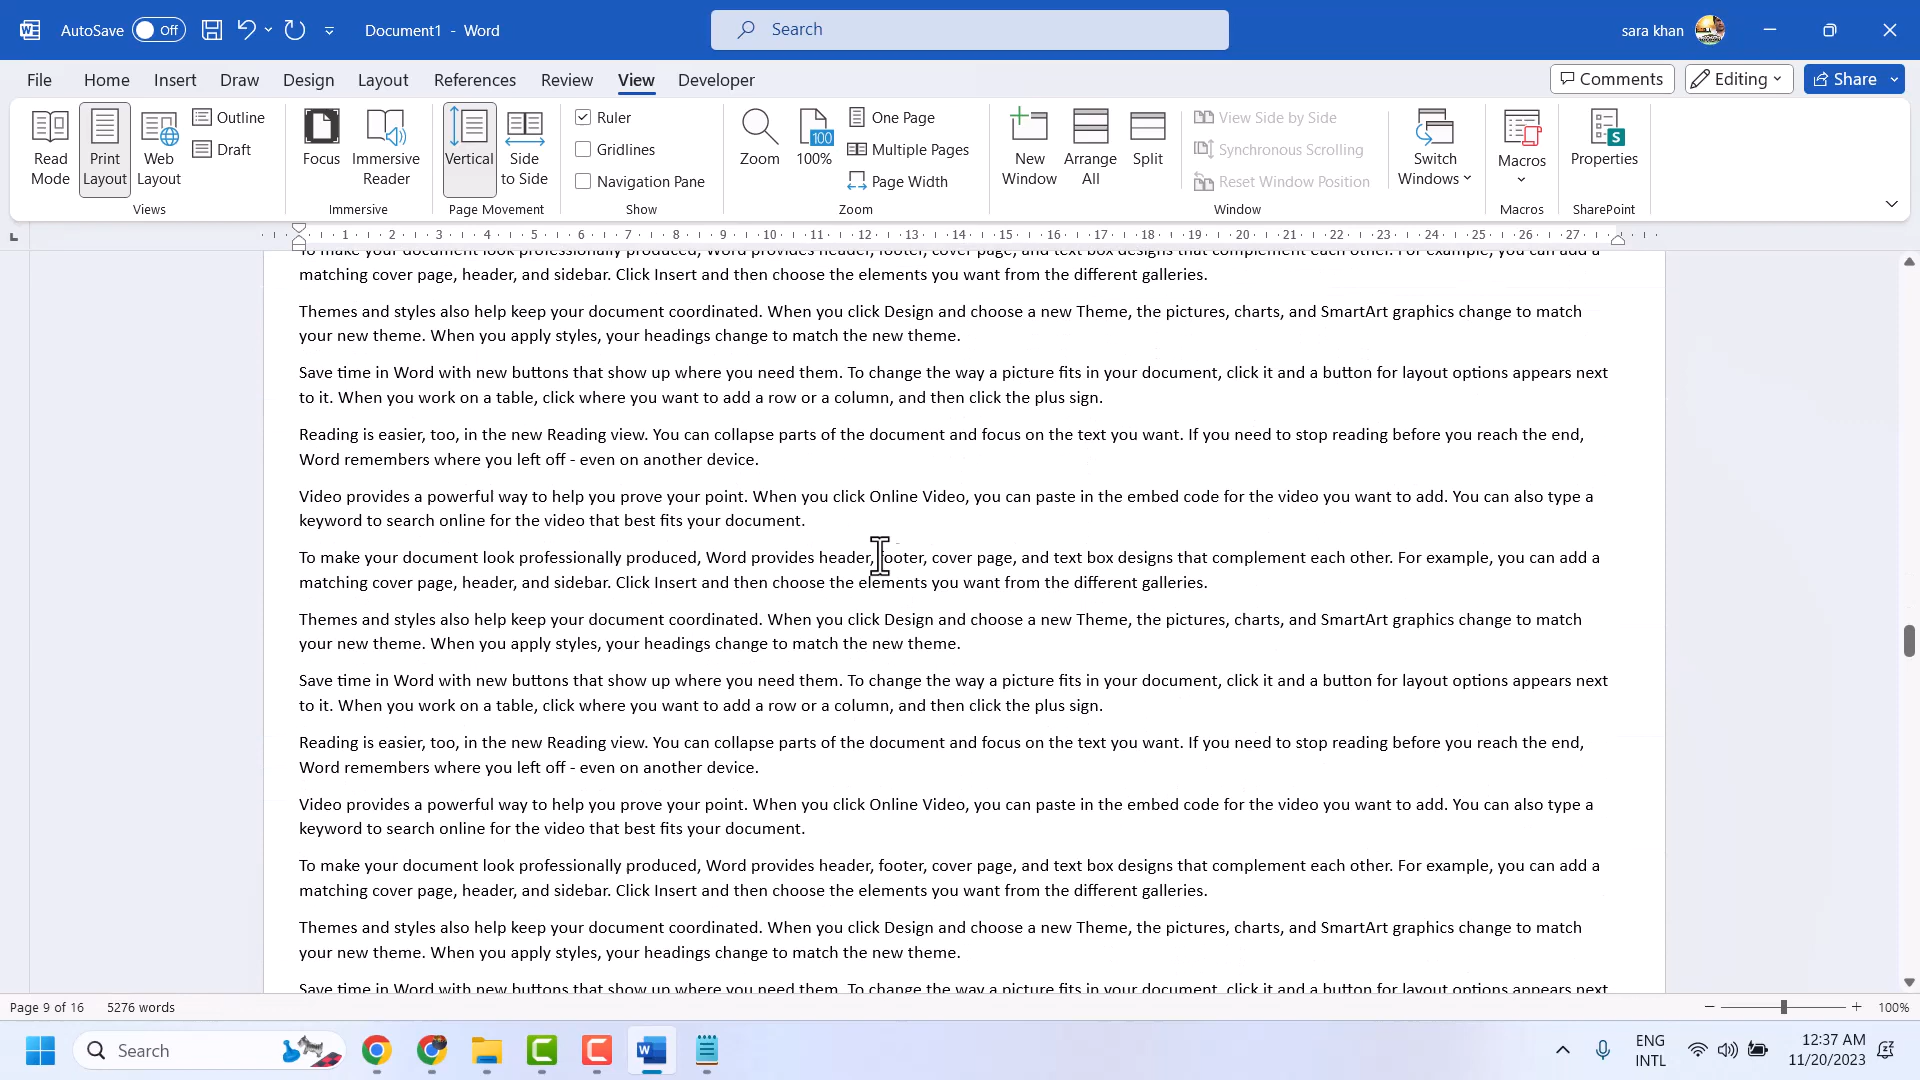 AutoSave Off Document1 - Word Search sara khan
File Home Insert Draw Design Layout References Review View Developer Comments Editing Share
Read Mode
Print Layout
Web Layout
Outline
Draft
Views
Focus
Immersive Reader
Immersive
Vertical
Side to Side
Page Movement
Ruler
Gridlines
Navigation Pane
Show
Zoom
100
100%
One Page
Multiple Pages
Page Width
Zoom
New Window
Arrange All
Split
View Side by Side
Synchronous Scrolling
Reset Window Position
Switch Windows
Window
Macros
Macros
S
Properties
SharePoint
1 2 3 4 5 6 7 8 9 10 11 12 13 14 15 16 17 18 19 20 21 22 23 24 25 26 27
To make your document look professionally produced, Word provides header, footer, cover page, and text box designs that complement each other. For example, you can add a
matching cover page, header, and sidebar. Click Insert and then choose the elements you want from the different galleries.
Themes and styles also help keep your document coordinated. When you click Design and choose a new Theme, the pictures, charts, and SmartArt graphics change to match
your new theme. When you apply styles, your headings change to match the new theme.
Save time in Word with new buttons that show up where you need them. To change the way a picture fits in your document, click it and a button for layout options appears next
to it. When you work on a table, click where you want to add a row or a column, and then click the plus sign.
Reading is easier, too, in the new Reading view. You can collapse parts of the document and focus on the text you want. If you need to stop reading before you reach the end,
Word remembers where you left off - even on another device.
Video provides a powerful way to help you prove your point. When you click Online Video, you can paste in the embed code for the video you want to add. You can also type a
keyword to search online for the video that best fits your document.
To make your document look professionally produced, Word provides header, footer, cover page, and text box designs that complement each other. For example, you can add a
matching cover page, header, and sidebar. Click Insert and then choose the elements you want from the different galleries.
Themes and styles also help keep your document coordinated. When you click Design and choose a new Theme, the pictures, charts, and SmartArt graphics change to match
your new theme. When you apply styles, your headings change to match the new theme.
Save time in Word with new buttons that show up where you need them. To change the way a picture fits in your document, click it and a button for layout options appears next
to it. When you work on a table, click where you want to add a row or a column, and then click the plus sign.
Reading is easier, too, in the new Reading view. You can collapse parts of the document and focus on the text you want. If you need to stop reading before you reach the end,
Word remembers where you left off - even on another device.
Video provides a powerful way to help you prove your point. When you click Online Video, you can paste in the embed code for the video you want to add. You can also type a
keyword to search online for the video that best fits your document.
To make your document look professionally produced, Word provides header, footer, cover page, and text box designs that complement each other. For example, you can add a
matching cover page, header, and sidebar. Click Insert and then choose the elements you want from the different galleries.
Themes and styles also help keep your document coordinated. When you click Design and choose a new Theme, the pictures, charts, and SmartArt graphics change to match
your new theme. When you apply styles, your headings change to match the new theme.
Save time in Word with new buttons that show up where you need them. To change the way a picture fits in your document, click it and a button for layout options appears next
Page 9 of 16 5276 words 100%
Search ENG INTL 12:37 AM
11/20/2023